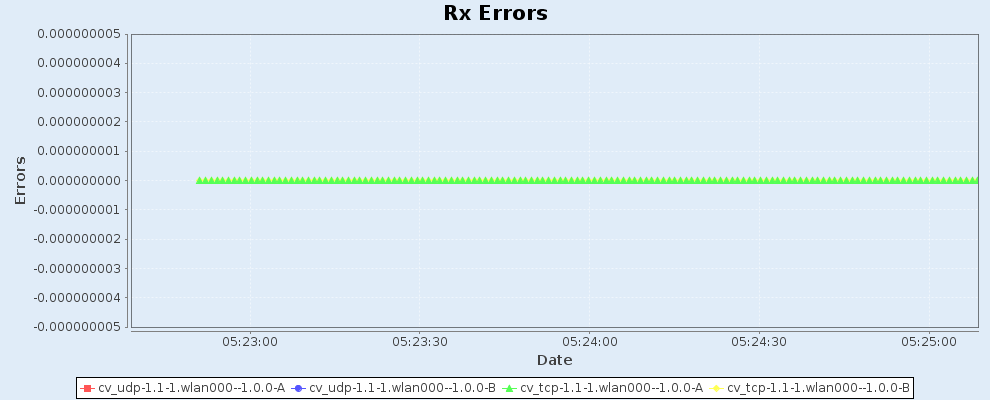 Rx Errors
0.000000005
0.000000004
0.000000003
0.000000002
0.000000001
0.000000000
-0.000000001
-0.000000002
-0.000000003
-0.000000004
-0.000000005
Errors
05:23:00 05:23:30 05:24:00 05:24:30 05:25:00
Date
cv_udp-1.1-1.wlan000--1.0.0-A cv_udp-1.1-1.wlan000--1.0.0-B cv_tcp-1.1-1.wlan000--1.0.0-A cv_tcp-1.1-1.wlan000--1.0.0-B